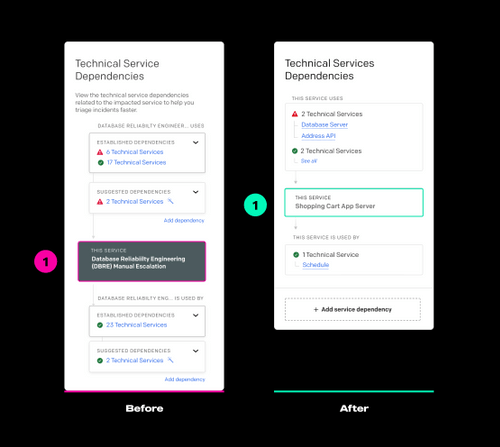 Technical Service
Dependencies
View the technical service dependencies
related to the impacted service to help you
triage incidents faster.
DATABASE RELIABILTY ENGINEER... USES
ESTABLISHED DEPENDENCIES
6 Technical Services
17 Technical Services
SUGGESTED DEPENDENCIES
2 Technical Services
Add dependency
1
THIS SERVICE
Database Reliability Engineering
(DBRE) Manual Escalation
DATABASE RELIABILTY ENG... IS USED BY
ESTABLISHED DEPENDENCIES
23 Technical Services
SUGGESTED DEPENDENCIES
2 Technical Services
Add dependency
Before
Technical Services
Dependencies
THIS SERVICE USES
2 Technical Services
Database Server
Address API
2 Technical Services
See all
1
THIS SERVICE
Shopping Cart App Server
THIS SERVICE IS USED BY
1 Technical Service
Schedule
+ Add service dependency
After